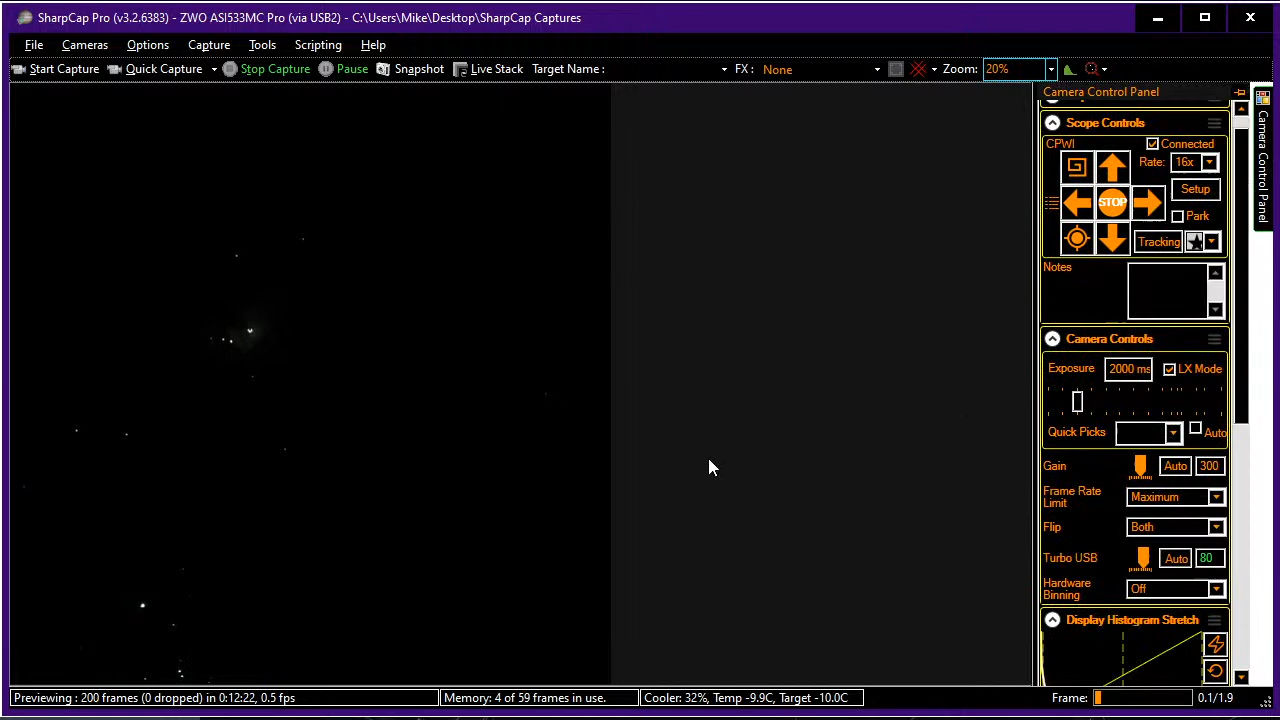 SharpCap Pro (v3.2.6383) - ZWO ASI533MC Pro (via USB2) - C:\Users\Mike\Desktop\SharpCap Captures
File Cameras Options Capture Tools Scripting Help
Start Capture Quick Capture Stop Capture Pause Snapshot Live Stack Target Name : FX : None Zoom: 20%
Camera Control Panel
Camera Control Panel
Scope Controls
CPWI Connected
Rate: 16x
Setup
STOP
Park
Tracking
Notes
Camera Controls
Exposure 2000 ms LX Mode
Quick Picks Auto
Gain Auto 300
Frame Rate
Limit
Maximum
Flip Both
Turbo USB Auto 80
Hardware
Binning
Off
Display Histogram Stretch
Previewing : 200 frames (0 dropped) in 0:12:22, 0.5 fps Memory: 4 of 59 frames in use. Cooler: 32%, Temp -9.9C, Target -10.0C Frame: 0.1/1.9